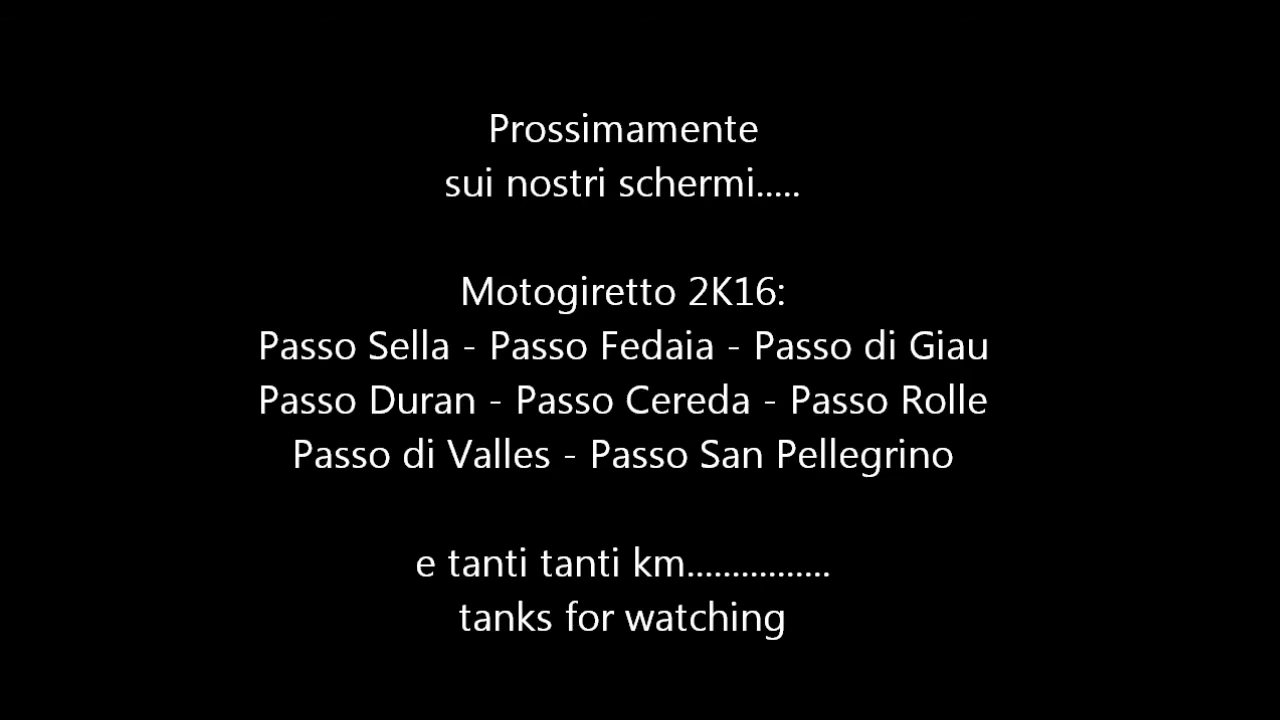 Prossimamente
sui nostri schermi.....
Motogiretto 2K16:
Passo Sella - Passo Fedaia - Passo di Giau
Passo Duran - Passo Cereda - Passo Rolle
Passo di Valles - Passo San Pellegrino
e tanti tanti km................
tanks for watching